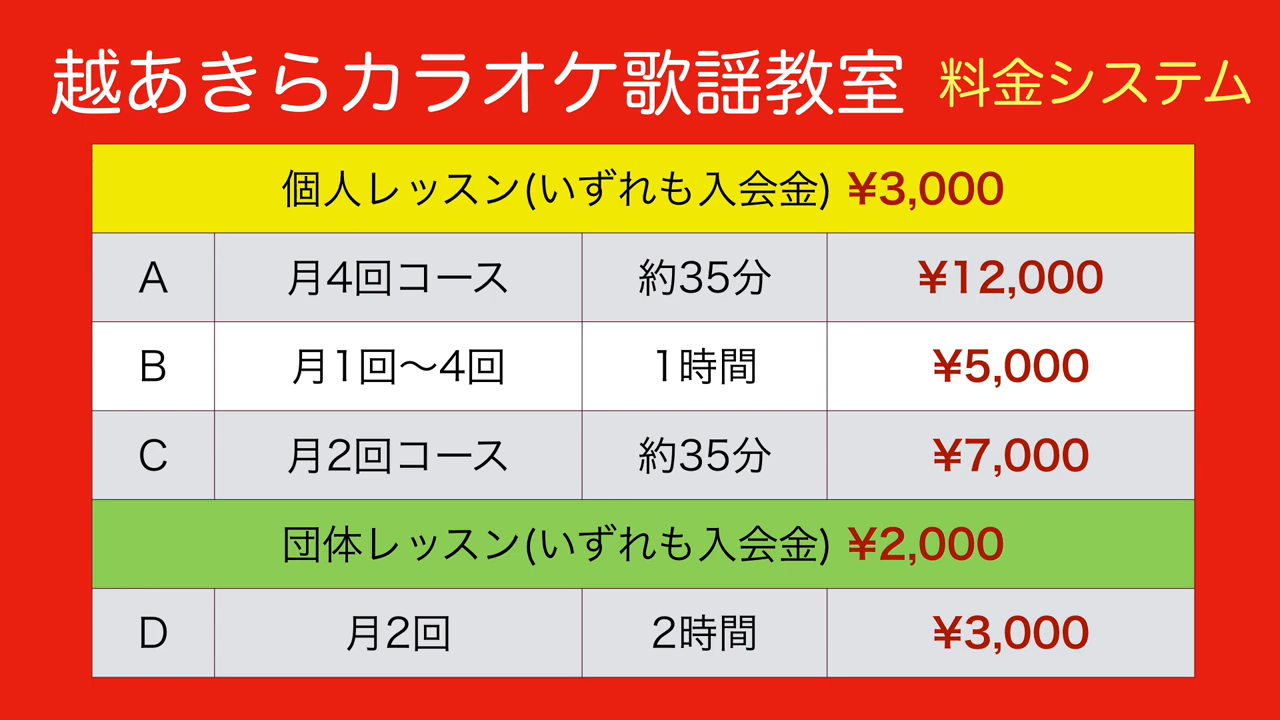 越あきらカラオケ歌謡教室 料金システム
個人レッスン(いずれも入会金) ¥3,000
A 月4回コース 約35分 ¥12,000
B 月1回〜4回 1時間 ¥5,000
C 月2回コース 約35分 ¥7,000
団体レッスン(いずれも入会金) ¥2,000
D 月2回 2時間 ¥3,000